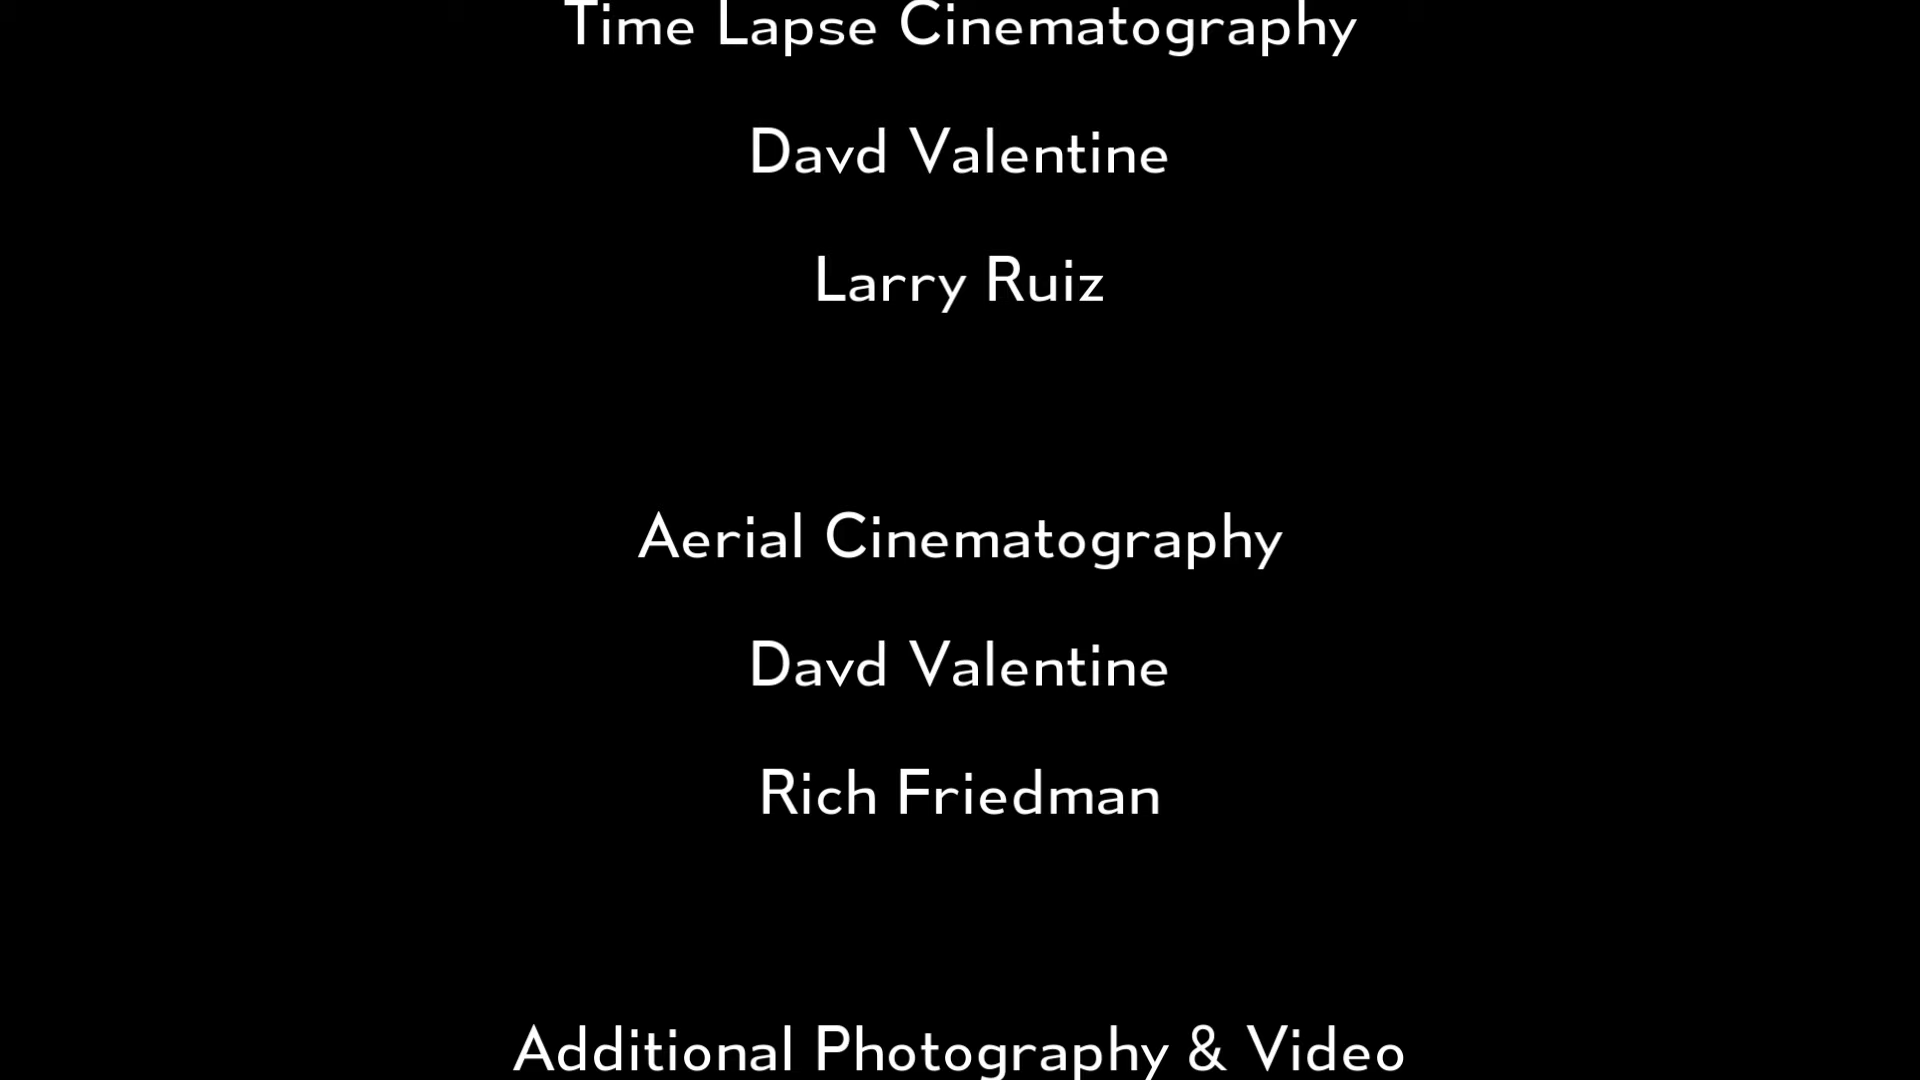 Time Lapse Cinematography
Davd Valentine
Larry Ruiz
Aerial Cinematography
Davd Valentine
Rich Friedman
Additional Photography & Video